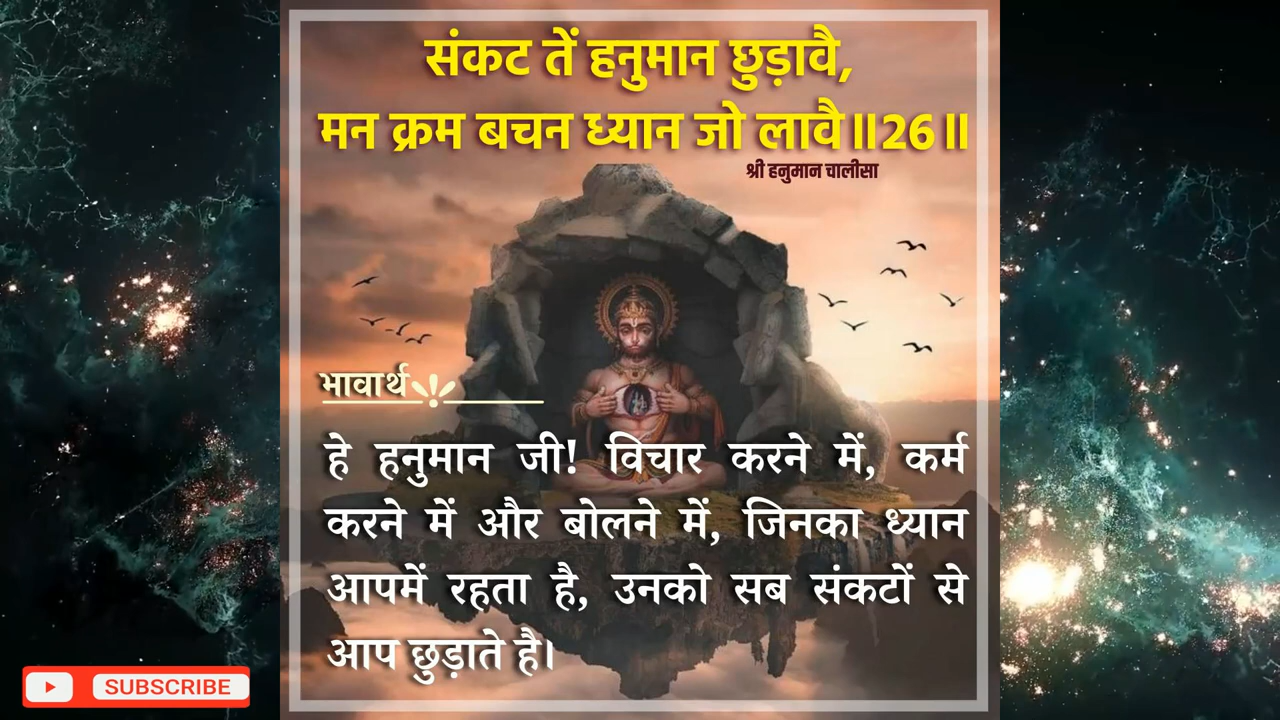 संकट तें हनुमान छुड़ावै,
मन क्रम बचन ध्यान जो लावै॥26॥
श्री हनुमान चालीसा
भावार्थ
हे हनुमान जी! विचार करने में, कर्म
करने में और बोलने में, जिनका ध्यान
आपमें रहता है, उनको सब संकटों से
आप छुड़ाते है।
SUBSCRIBE